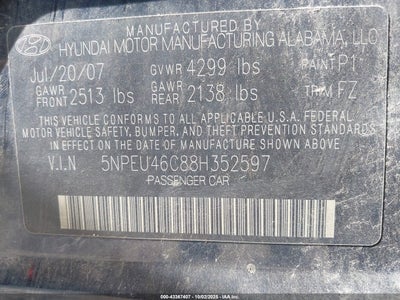 MANUFACTURED BY
HYUNDAI MOTOR MANUFACTURING ALABAMA, LLC
Jul/20/07 GVWR 4299 lbs PAINT P1
GAWR FRONT 2513 lbs GAWR REAR 2138 lbs TRIM FZ
THIS VEHICLE CONFORMS TO ALL APPLICABLE U.S.A. FEDERAL
MOTOR VEHICLE SAFETY, BUMPER, AND THEFT PREVENTION
STANDARDS IN EFFECT ON THE DATE OF MANUFACTURE SHOWN ABOVE
V.I.N 5NPEU46C88H352597
PASSENGER CAR
000-43367407 - 10/02/2025 - IAA Inc.